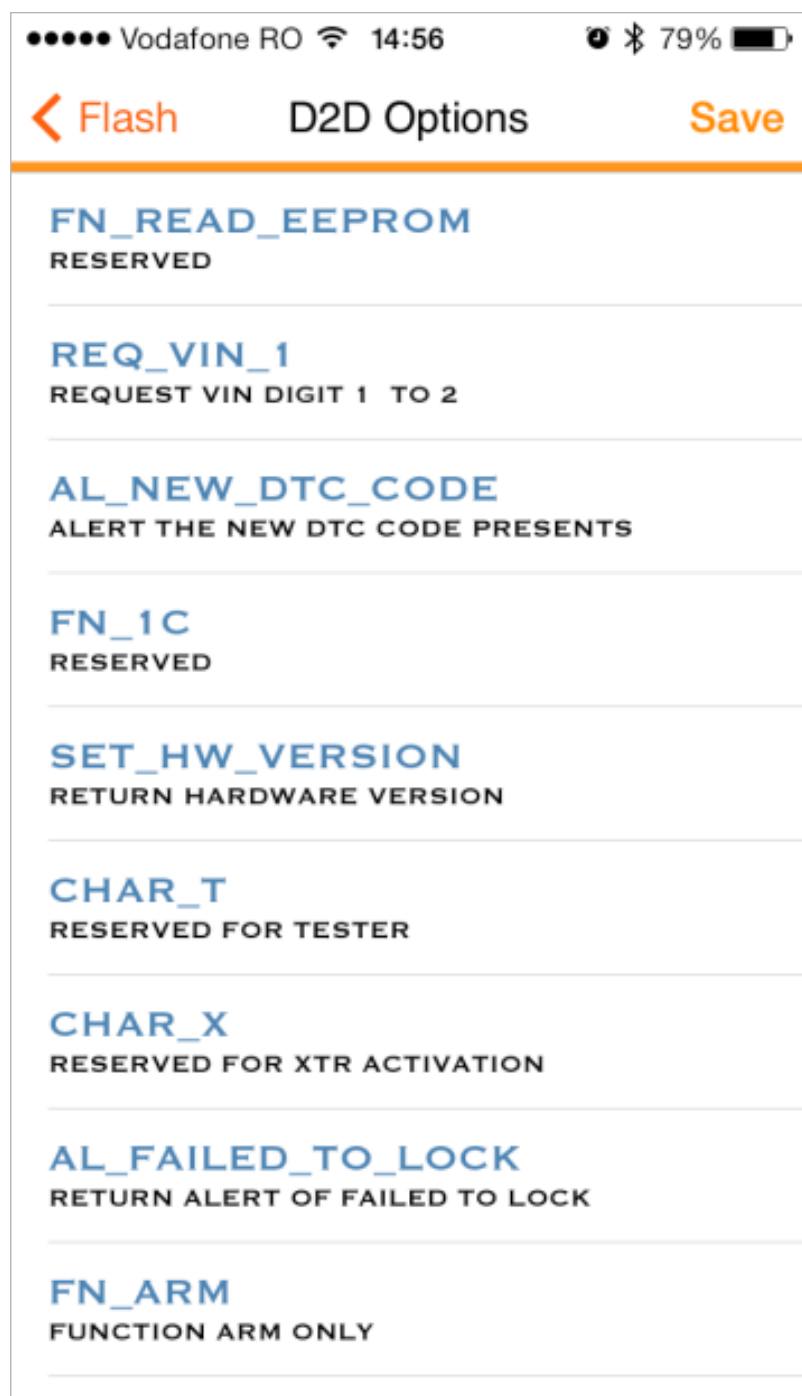 Vodafone RO 14:56 79%
Flash D2D Options Save
FN_READ_EEPROM
RESERVED
REQ_VIN_1
REQUEST VIN DIGIT 1 TO 2
AL_NEW_DTC_CODE
ALERT THE NEW DTC CODE PRESENTS
FN_1C
RESERVED
SET_HW_VERSION
RETURN HARDWARE VERSION
CHAR_T
RESERVED FOR TESTER
CHAR_X
RESERVED FOR XTR ACTIVATION
AL_FAILED_TO_LOCK
RETURN ALERT OF FAILED TO LOCK
FN_ARM
FUNCTION ARM ONLY